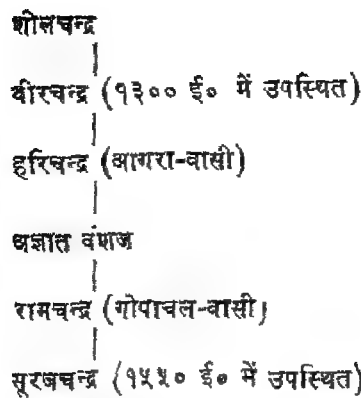 शीलचन्द्र
वीरचन्द्र (१३०० ई० में उपस्थित)
हरिचन्द्र (आगरा-वासी)
अज्ञात वंशज
रामचन्द्र (गोपाचल-वासी)
सूरजचन्द्र (१५५० ई० में उपस्थित)